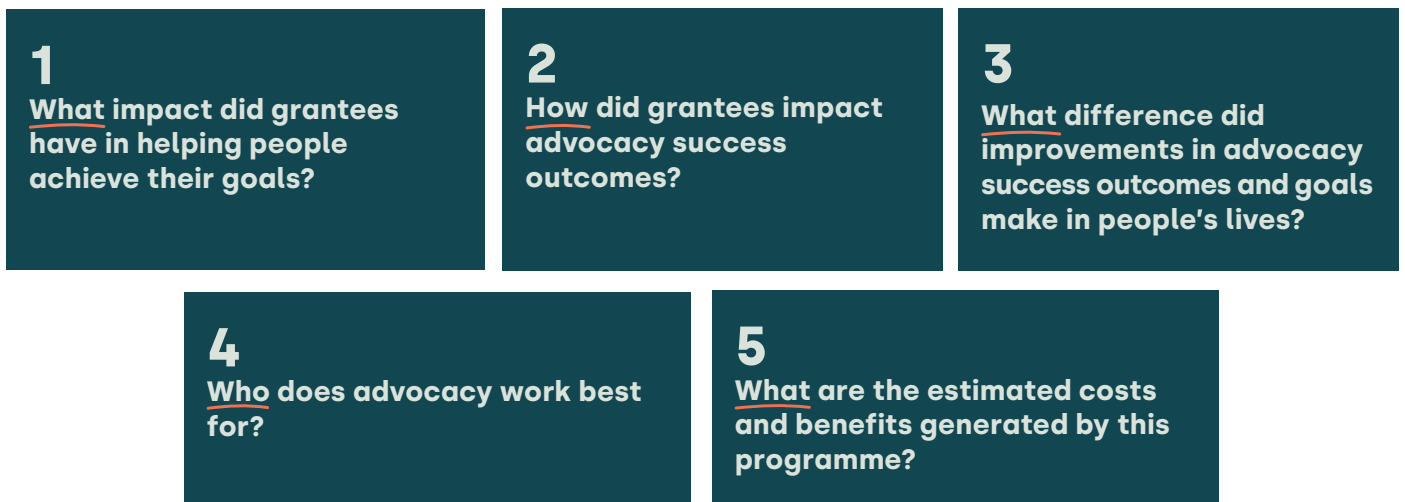 1
What impact did grantees
have in helping people
achieve their goals?
2
How did grantees impact
advocacy success
outcomes?
3
What difference did
improvements in advocacy
success outcomes and goals
make in people's lives?
4
Who does advocacy work best
for?
5
What are the estimated costs
and benefits generated by this
programme?